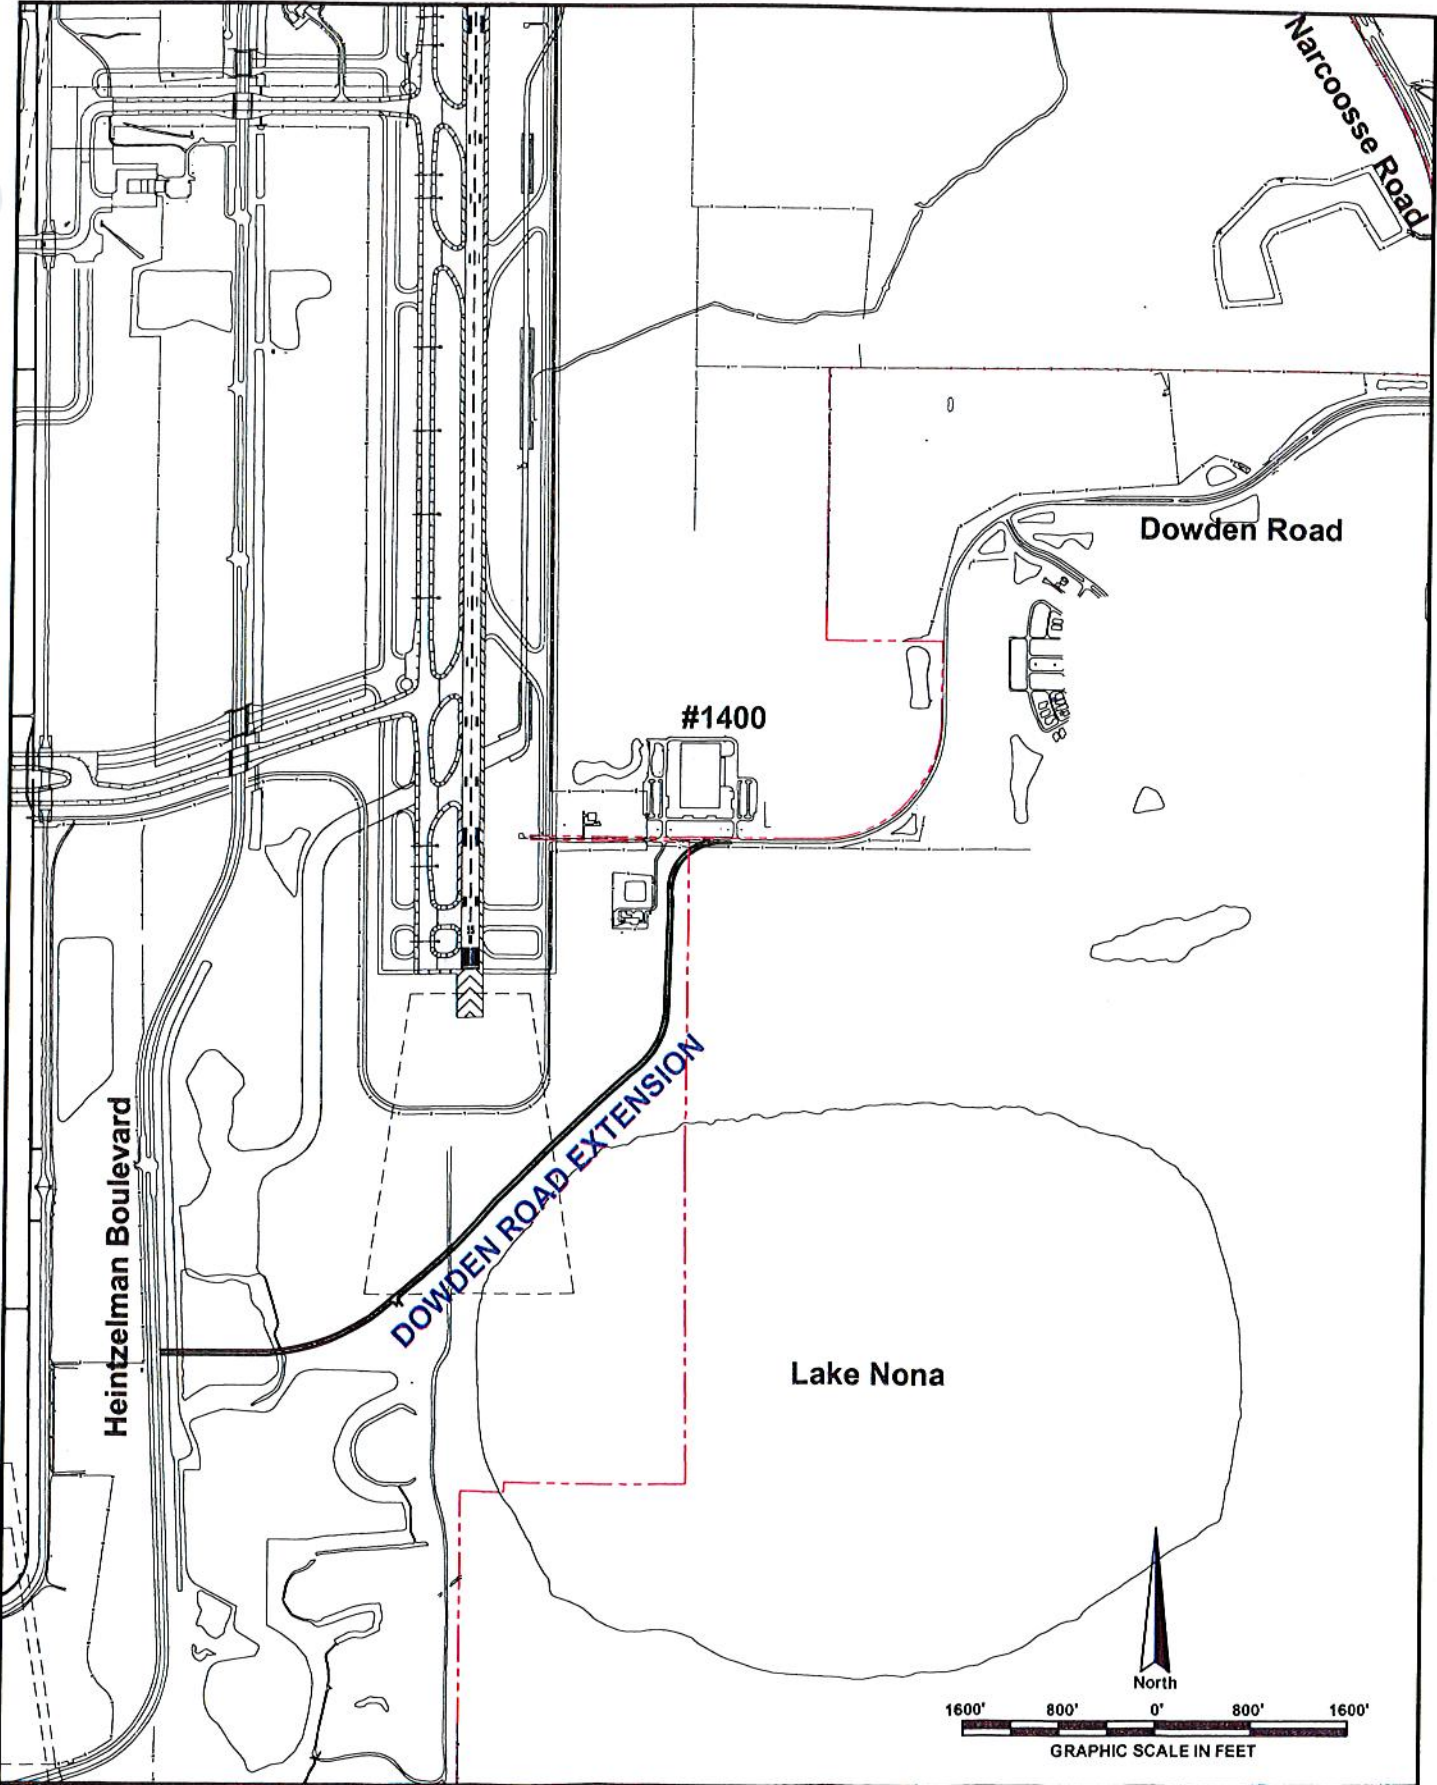 Narcoosse Road
Dowden Road
#1400
DOWDEN ROAD EXTENSION
Heintzelman Boulevard
Lake Nona
North
1600' 800' 0' 800' 1600'
GRAPHIC SCALE IN FEET